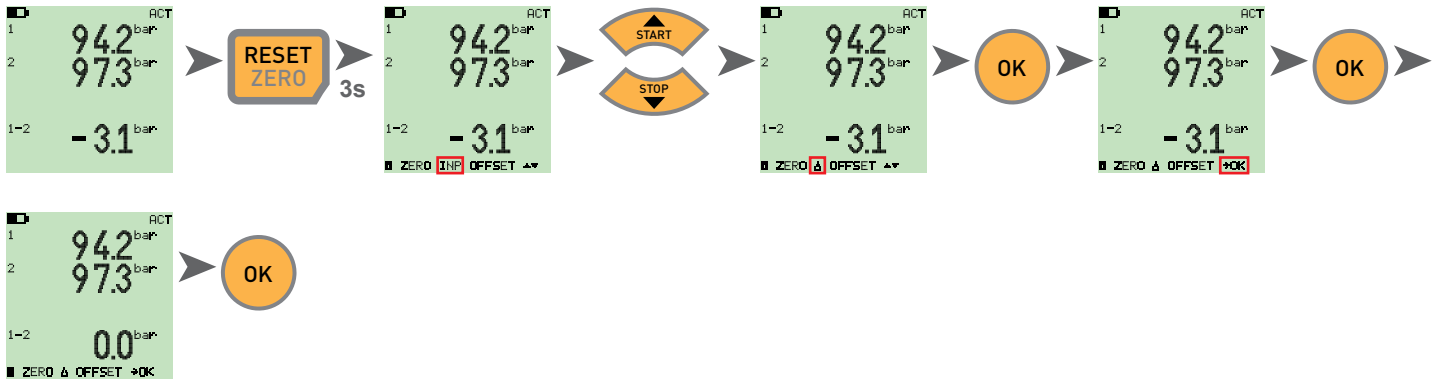 ACT
1 94.2 bar
2 97.3 bar
1-2 - 3.1 bar
RESET
ZERO
3s
ACT
1 94.2 bar
2 97.3 bar
1-2 - 3.1 bar
ZERO INP OFFSET ▲▼
START
STOP
ACT
1 94.2 bar
2 97.3 bar
1-2 - 3.1 bar
ZERO Δ OFFSET ▲▼
OK
ACT
1 94.2 bar
2 97.3 bar
1-2 - 3.1 bar
ZERO Δ OFFSET →OK
OK
ACT
1 94.2 bar
2 97.3 bar
1-2 0.0 bar
ZERO Δ OFFSET →OK
OK